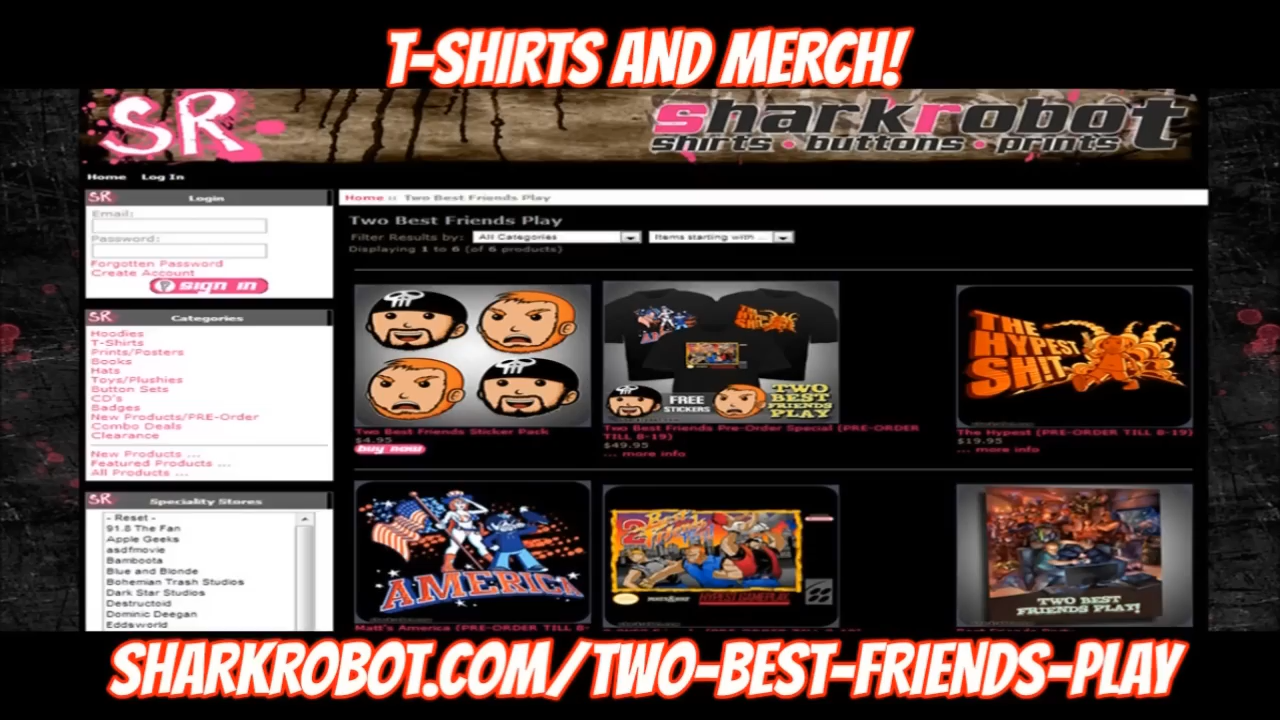 T-SHIRTS AND MERCH!
SR
sharkrobot
shirts • buttons • prints
Home Log In
SR Login
Email:
Password:
Forgotten Password
Create Account
sign in
SR Categories
Hoodies
T-Shirts
Prints/Posters
Books
Hats
Toys/Plushies
Button Sets
CD's
Badges
New Products/PRE-Order
Combo Deals
Clearance
New Products ...
Featured Products ...
All Products ...
SR Speciality Stores
- Reset -
91.8 The Fan
Apple Geeks
asdfmovie
Bamboota
Blue and Blonde
Bohemian Trash Studios
Dark Star Studios
Destructoid
Dominic Deegan
Eddsworld
Home :: Two Best Friends Play
Two Best Friends Play
Filter Results by: All Categories Items starting with ...
Displaying 1 to 6 (of 6 products)
Two Best Friends Sticker Pack
$4.95
buy now
FREE
STICKERS
TWO
BEST
FRIENDS
PLAY
Two Best Friends Pre-Order Special (PRE-ORDER
TILL 8-19)
$49.95
... more info
THE
HYPEST
SH!T
The Hypest (PRE-ORDER TILL 8-19)
$19.95
... more info
AMERICA
Matt's America (PRE-ORDER TILL 8-
2 Best Friends
HYPEST GAMEPLAY
TWO BEST
FRIENDS PLAY!
SHARKROBOT.COM/TWO-BEST-FRIENDS-PLAY